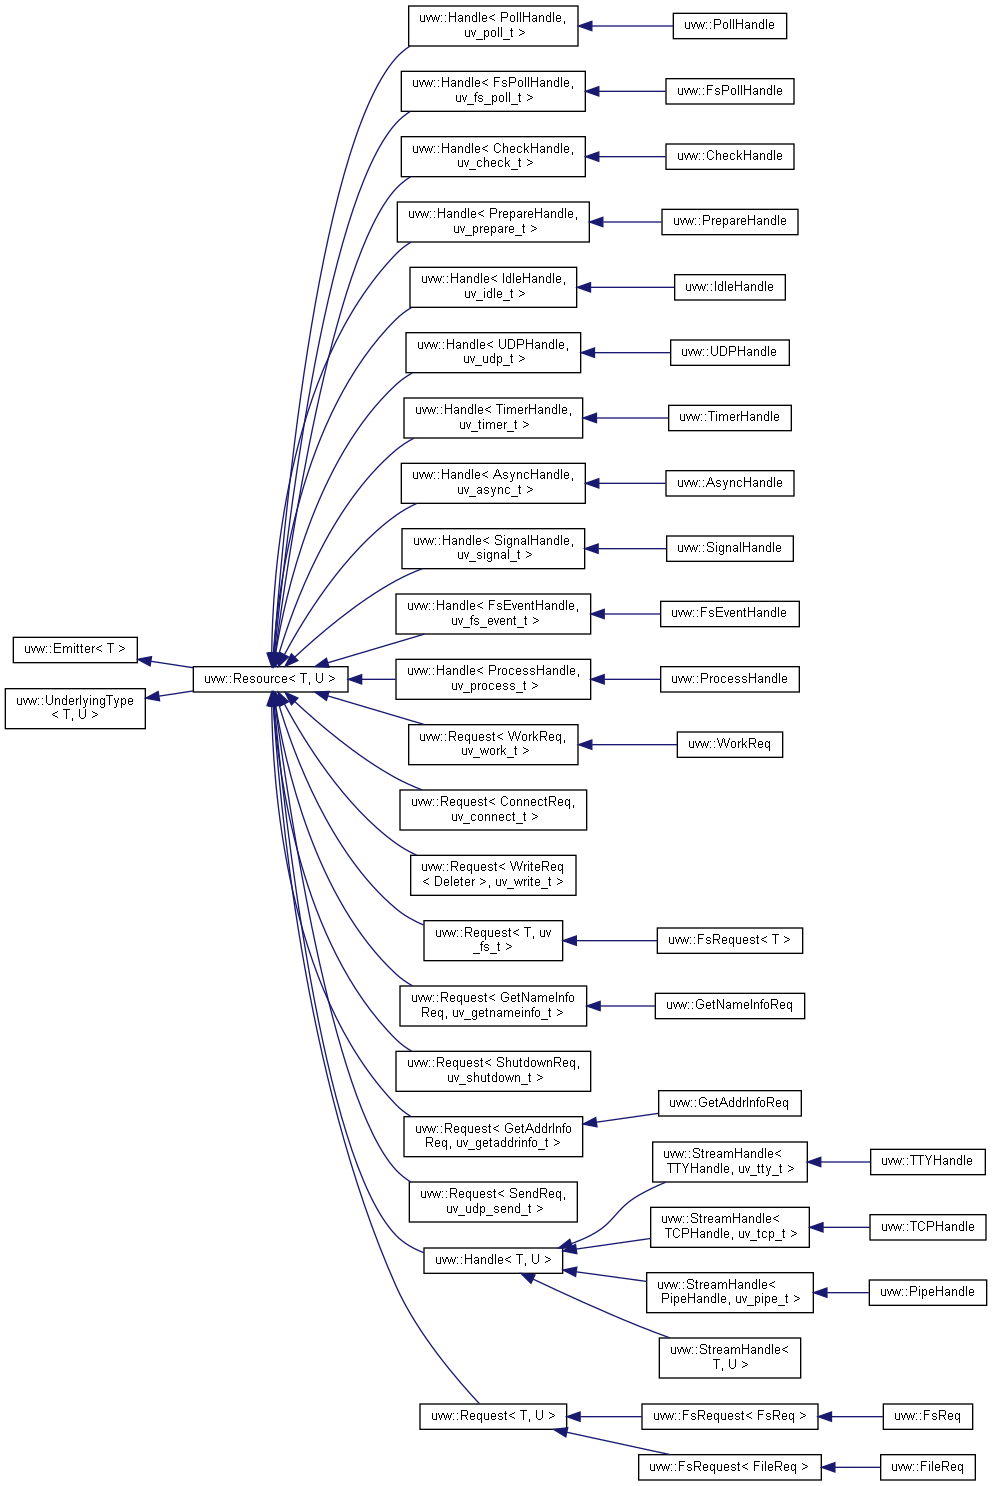 uvw::Handle< PollHandle,
uv_poll_t >
uvw::PollHandle
uvw::Handle< FsPollHandle,
uv_fs_poll_t >
uvw::FsPollHandle
uvw::Handle< CheckHandle,
uv_check_t >
uvw::CheckHandle
uvw::Handle< PrepareHandle,
uv_prepare_t >
uvw::PrepareHandle
uvw::Handle< IdleHandle,
uv_idle_t >
uvw::IdleHandle
uvw::Handle< UDPHandle,
uv_udp_t >
uvw::UDPHandle
uvw::Handle< TimerHandle,
uv_timer_t >
uvw::TimerHandle
uvw::Handle< AsyncHandle,
uv_async_t >
uvw::AsyncHandle
uvw::Handle< SignalHandle,
uv_signal_t >
uvw::SignalHandle
uvw::Handle< FsEventHandle,
uv_fs_event_t >
uvw::FsEventHandle
uvw::Emitter< T >
uvw::Resource< T, U >
uvw::UnderlyingType
< T, U >
uvw::Handle< ProcessHandle,
uv_process_t >
uvw::ProcessHandle
uvw::Request< WorkReq,
uv_work_t >
uvw::WorkReq
uvw::Request< ConnectReq,
uv_connect_t >
uvw::Request< WriteReq
< Deleter >, uv_write_t >
uvw::Request< T, uv
_fs_t >
uvw::FsRequest< T >
uvw::Request< GetNameInfo
Req, uv_getnameinfo_t >
uvw::GetNameInfoReq
uvw::Request< ShutdownReq,
uv_shutdown_t >
uvw::Request< GetAddrInfo
Req, uv_getaddrinfo_t >
uvw::GetAddrInfoReq
uvw::Request< SendReq,
uv_udp_send_t >
uvw::StreamHandle<
TTYHandle, uv_tty_t >
uvw::TTYHandle
uvw::StreamHandle<
TCPHandle, uv_tcp_t >
uvw::TCPHandle
uvw::Handle< T, U >
uvw::StreamHandle<
PipeHandle, uv_pipe_t >
uvw::PipeHandle
uvw::StreamHandle<
T, U >
uvw::Request< T, U >
uvw::FsRequest< FsReq >
uvw::FsReq
uvw::FsRequest< FileReq >
uvw::FileReq